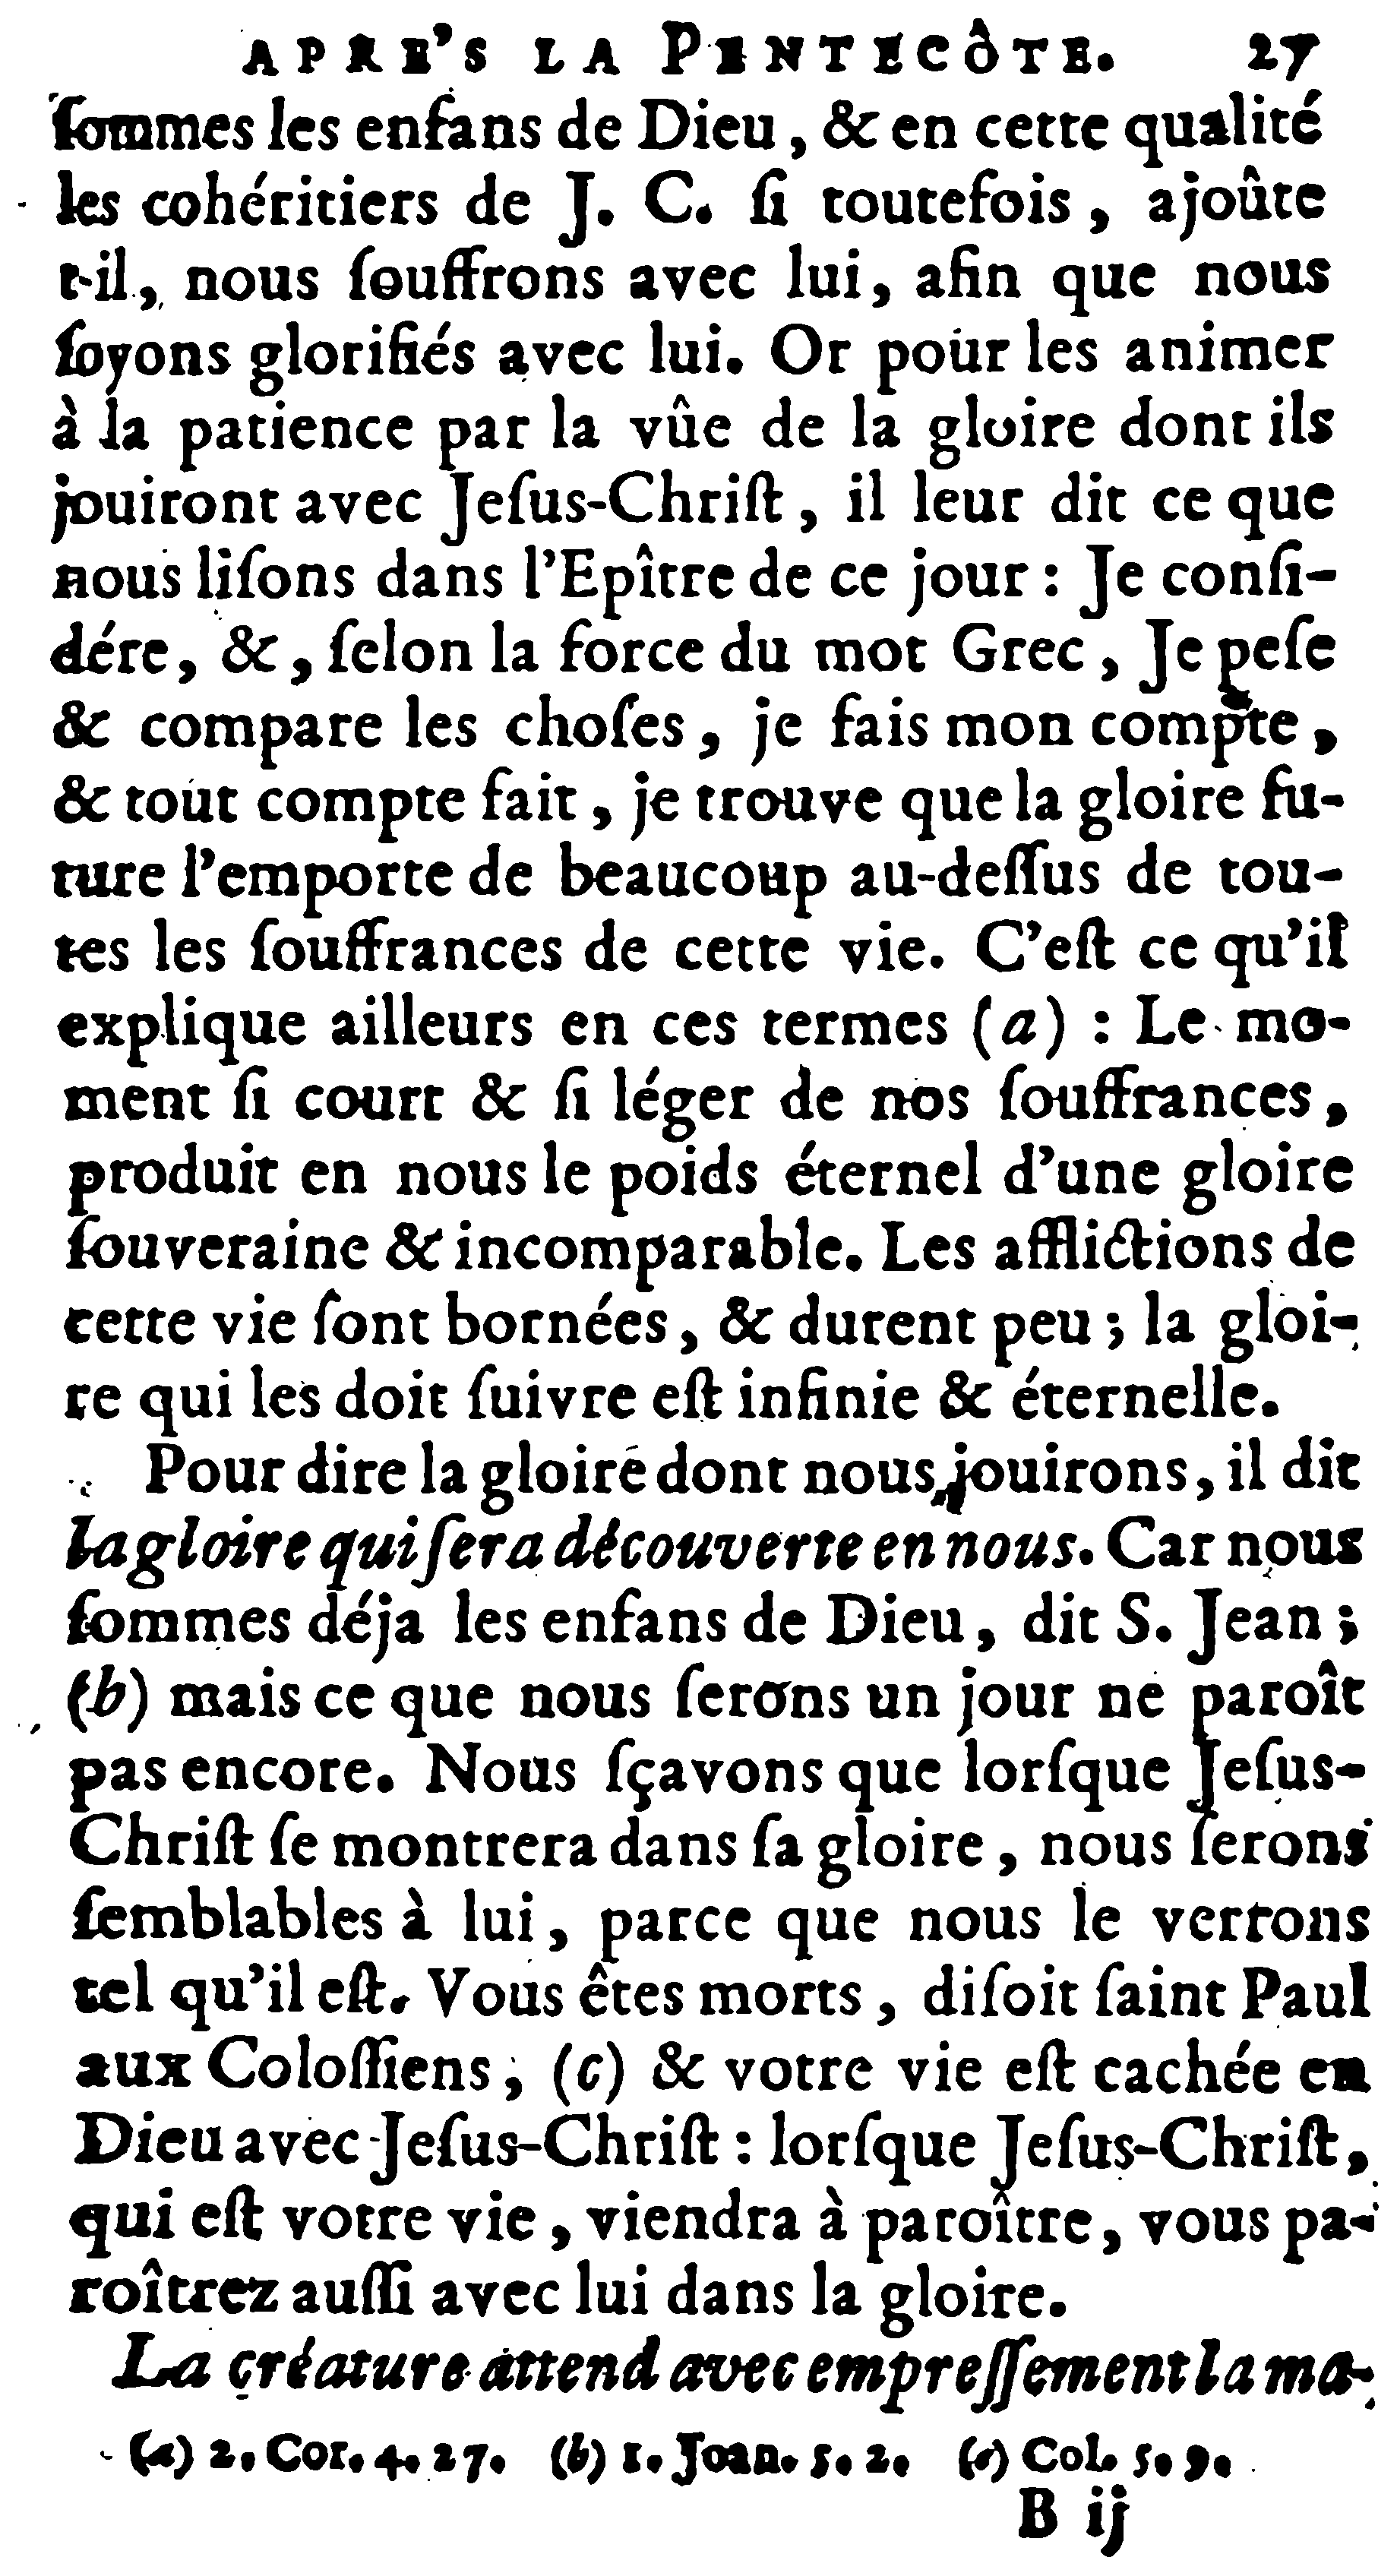 APRE'S LA PENTECÔTE. 27
ſommes les enfans de Dieu, & en cette qualité
les cohéritiers de J. C. ſi toutefois, ajoûte
t-il, nous ſouffrons avec lui, afin que nous
ſoyons glorifiés avec lui. Or pour les animer
à la patience par la vûe de la gloire dont ils
jouiront avec Jeſus-Chriſt, il leur dit ce que
nous liſons dans l'Epître de ce jour : Je conſi-
dére, &, ſelon la force du mot Grec, Je peſe
& compare les choſes, je fais mon compte,
& tout compte fait, je trouve que la gloire fu-
ture l'emporte de beaucoup au-deſſus de tou-
tes les ſouffrances de cette vie. C'eſt ce qu'il
explique ailleurs en ces termes (a) : Le mo-
ment ſi court & ſi léger de nos ſouffrances,
produit en nous le poids éternel d'une gloire
ſouveraine & incomparable. Les afflictions de
cette vie ſont bornées, & durent peu ; la gloi-
re qui les doit ſuivre eſt infinie & éternelle.
Pour dire la gloire dont nous jouirons, il dit
la gloire qui ſera découverte en nous. Car nous
ſommes déja les enfans de Dieu, dit S. Jean ;
(b) mais ce que nous ſerons un jour ne paroît
pas encore. Nous ſçavons que lorſque Jeſus-
Chriſt ſe montrera dans ſa gloire, nous ſerons
ſemblables à lui, parce que nous le verrons
tel qu'il eſt. Vous êtes morts, diſoit ſaint Paul
aux Coloſſiens, (c) & votre vie eſt cachée en
Dieu avec Jeſus-Chriſt : lorſque Jeſus-Chriſt,
qui eſt votre vie, viendra à paroître, vous pa-
roîtrez auſſi avec lui dans la gloire.
La créature attend avec empreſſement la ma-
(a) 2. Cor. 4. 27. (b) 1. Joan. 5. 2. (c) Col. 5. 9.
B ij